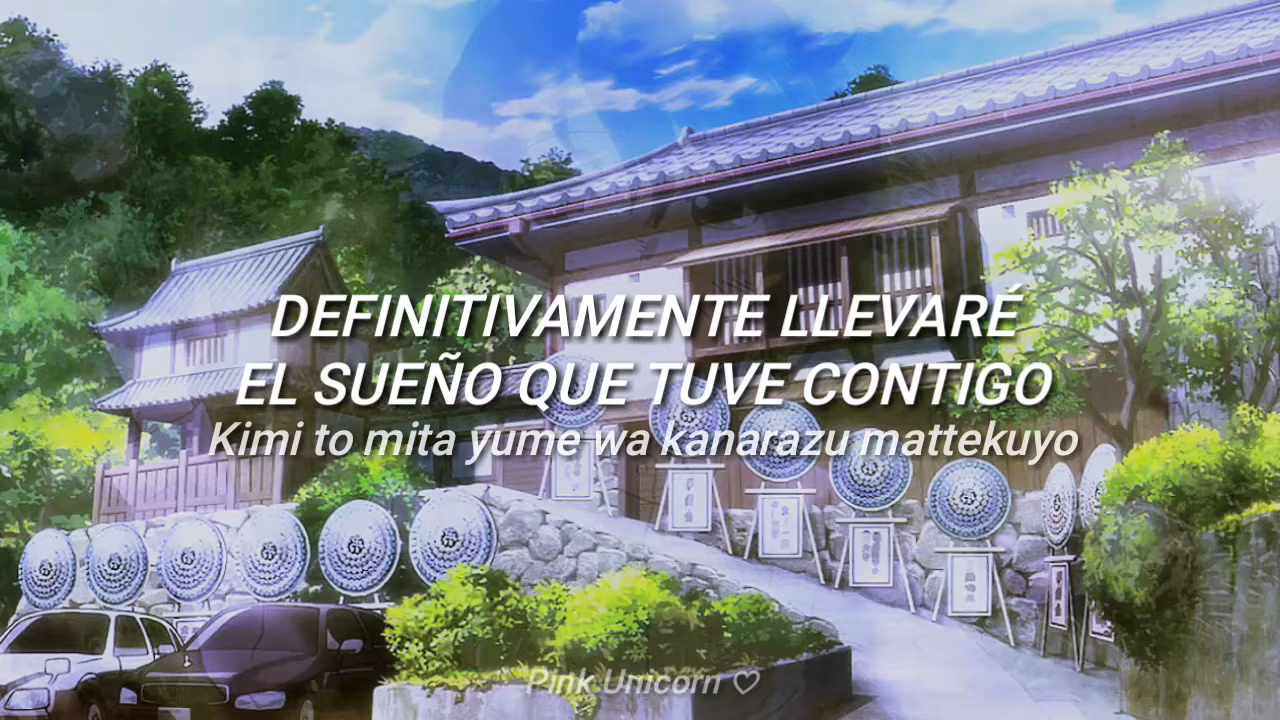 DEFINITIVAMENTE LLEVARÉ
EL SUEÑO QUE TUVE CONTIGO
Kimi to mita yume wa kanarazu mattekuyo
Pink Unicorn ♡